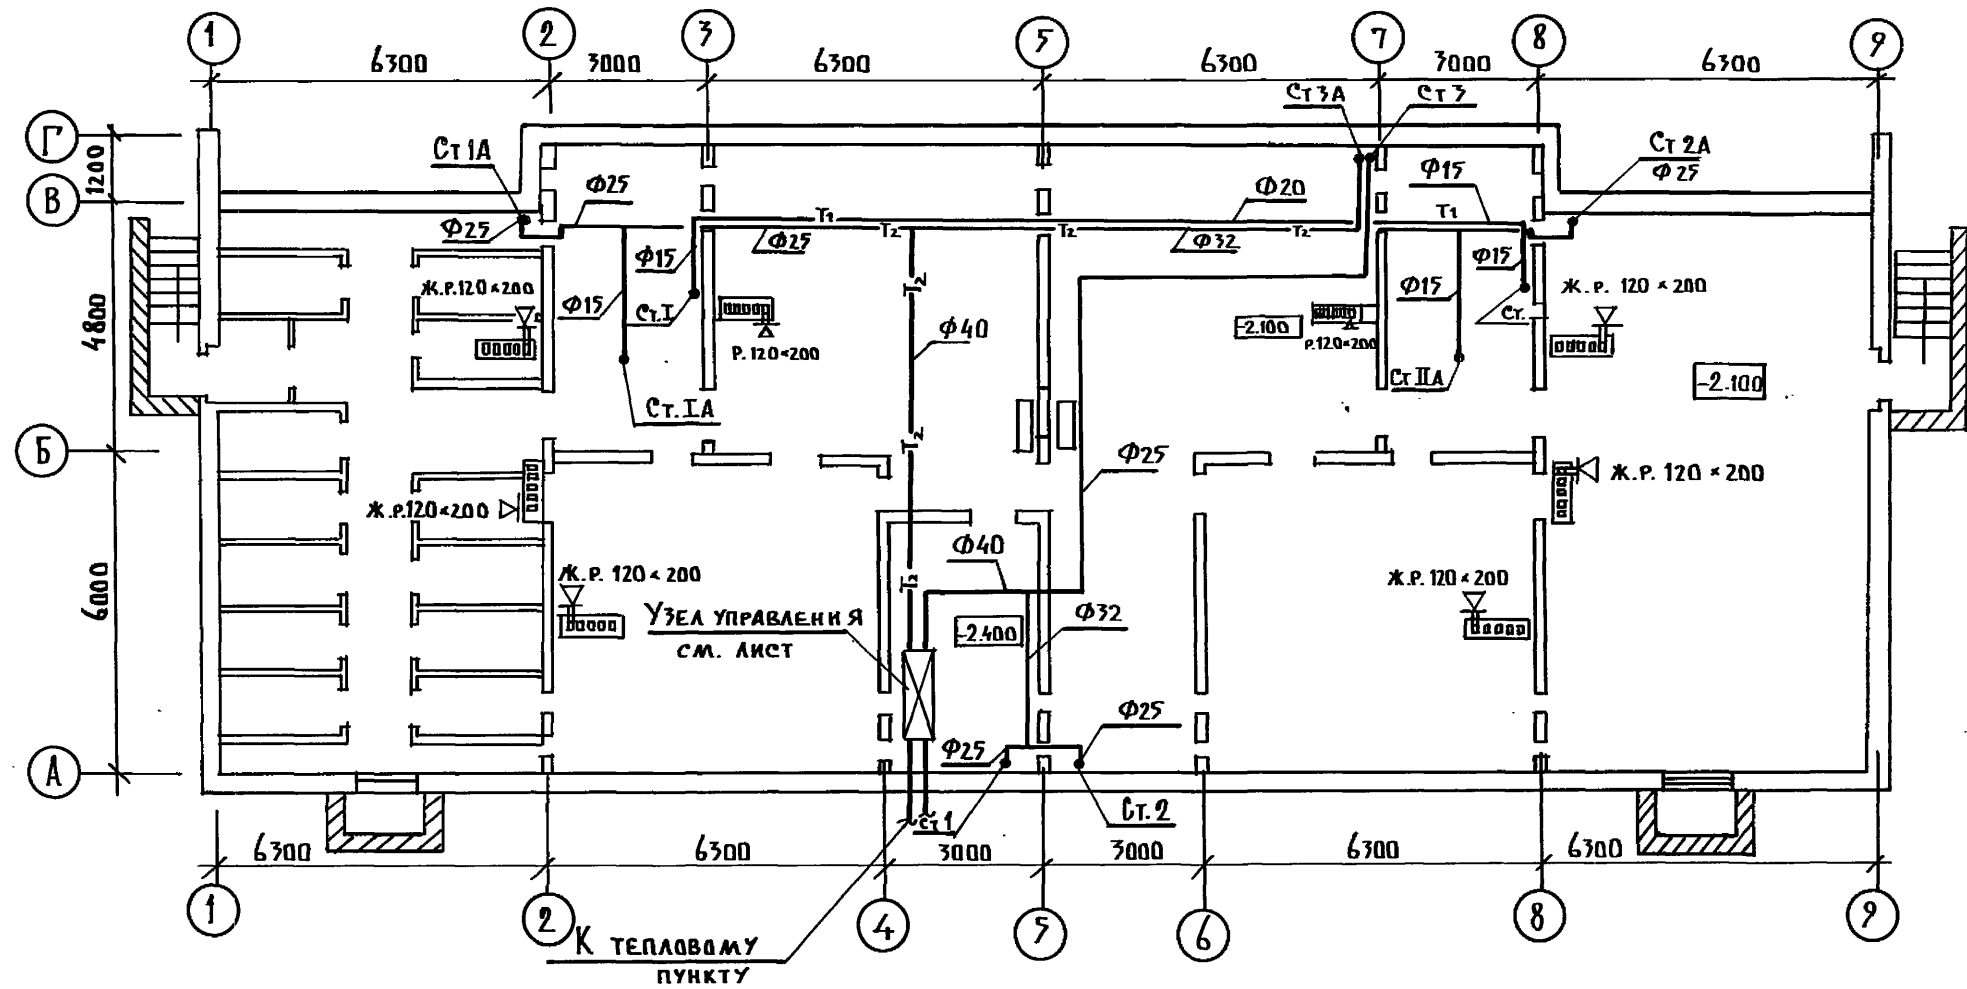 1 2 3 5 7 8 9
6300 3000 6300 6300 3000 6300
Г
В
Б
А
1200
4800
6000
Ст 3А
Ст 3
Ст 1А
Ф25
Ф20
Ф15
Ст 2А
Ф 25
Ф25
Т1
Т2
Ф25
Т2
Ф32
Т2
Т1
Ф15
Ф15
Ф15
Ф15
Ж.Р. 120×200
Ст.I
Т2
Ф40
Р. 120×200
-2.100
Р.120×200
Ст.
Ж.Р. 120×200
Ст IIА
-2.100
Ст. IА
Т2
Ф25
Ж.Р. 120×200
Ж.Р.120×200
Ф40
Т2
Ж.Р. 120×200
Ж.Р. 120×200
Узел управления
см. лист
-2.400
Ф32
Ф25
Ф25
Ст1
Ст. 2
6300 6300 3000 3000 6300 6300
1 2 4 5 6 8 9
К тепловому
пункту